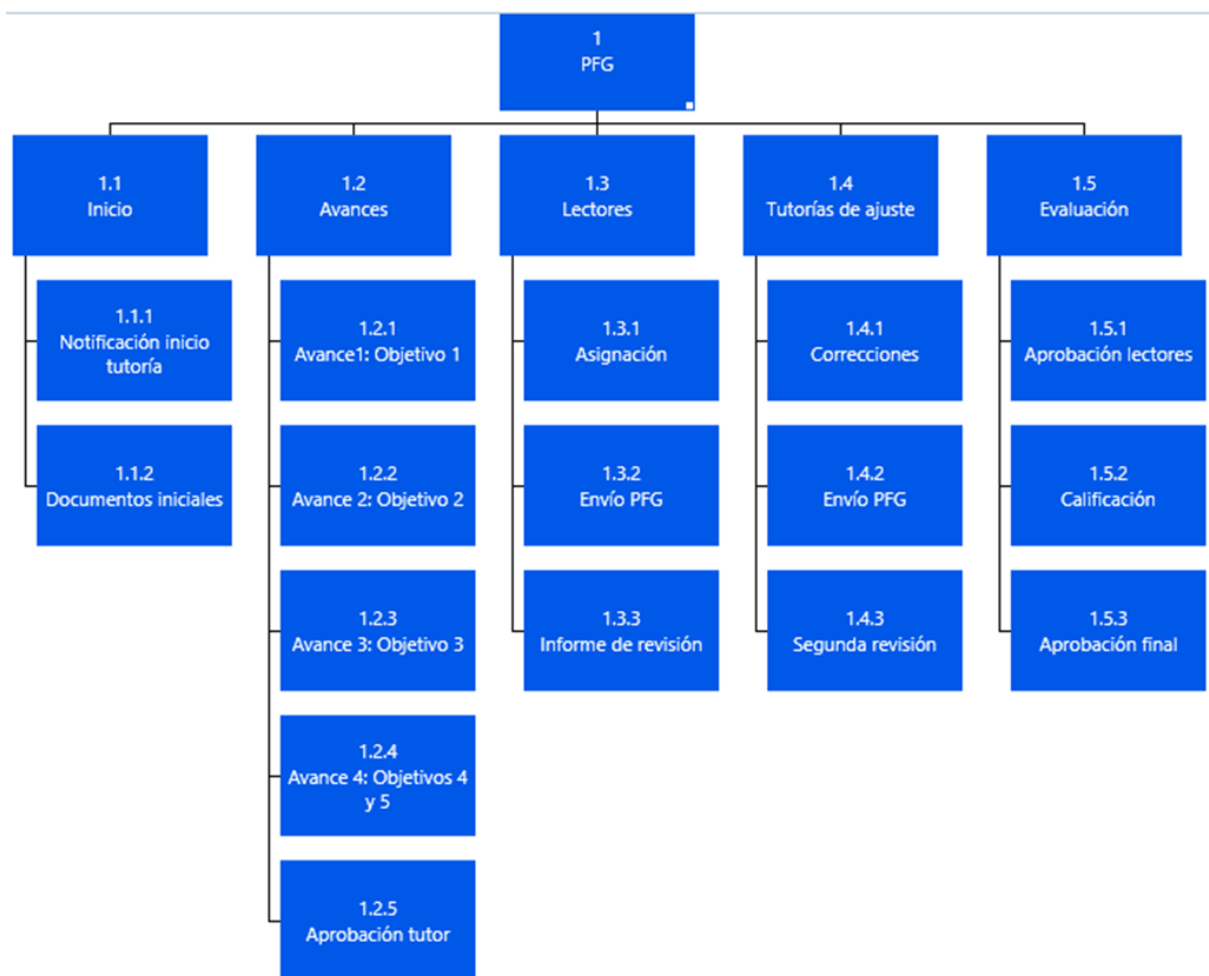 1
PFG
1.1
Inicio
1.2
Avances
1.3
Lectores
1.4
Tutorías de ajuste
1.5
Evaluación
1.1.1
Notificación inicio
tutoría
1.1.2
Documentos iniciales
1.2.1
Avance1: Objetivo 1
1.2.2
Avance 2: Objetivo 2
1.2.3
Avance 3: Objetivo 3
1.2.4
Avance 4: Objetivos 4
y 5
1.2.5
Aprobación tutor
1.3.1
Asignación
1.3.2
Envío PFG
1.3.3
Informe de revisión
1.4.1
Correcciones
1.4.2
Envío PFG
1.4.3
Segunda revisión
1.5.1
Aprobación lectores
1.5.2
Calificación
1.5.3
Aprobación final